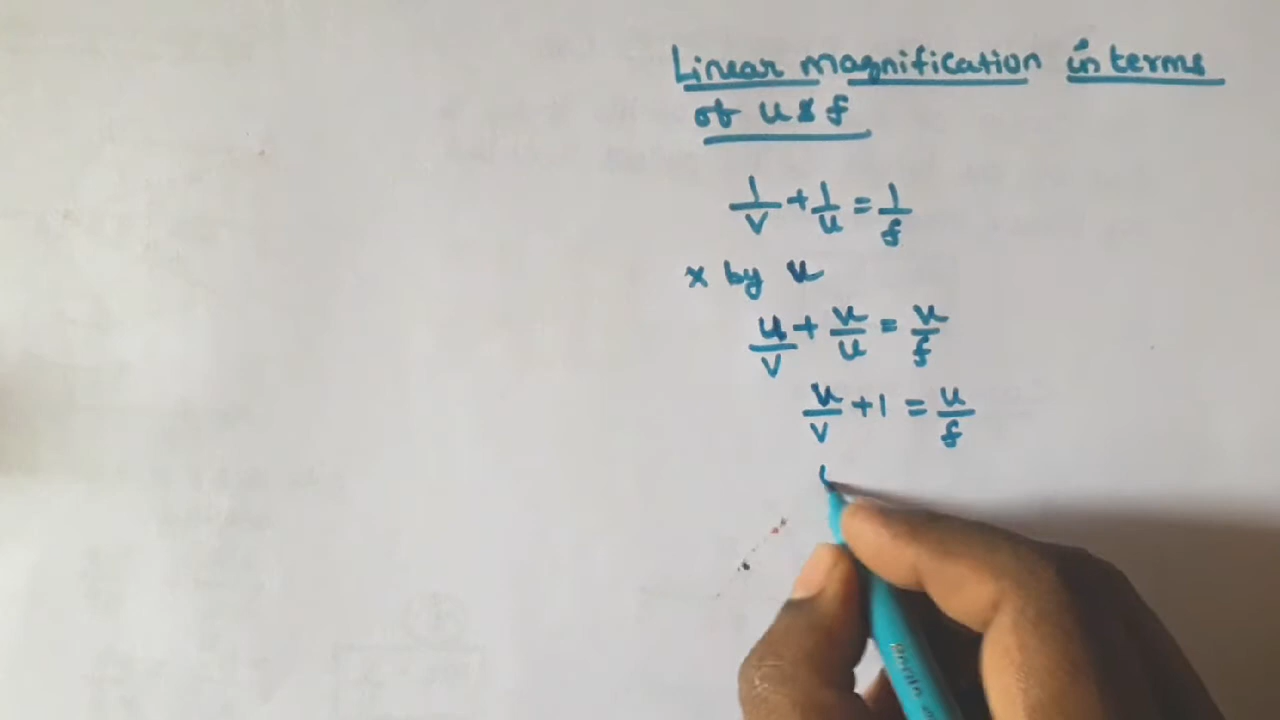 Linear magnification in terms
of u & f
1/v + 1/u = 1/f
x by u
u/v + u/u = u/f
u/v + 1 = u/f